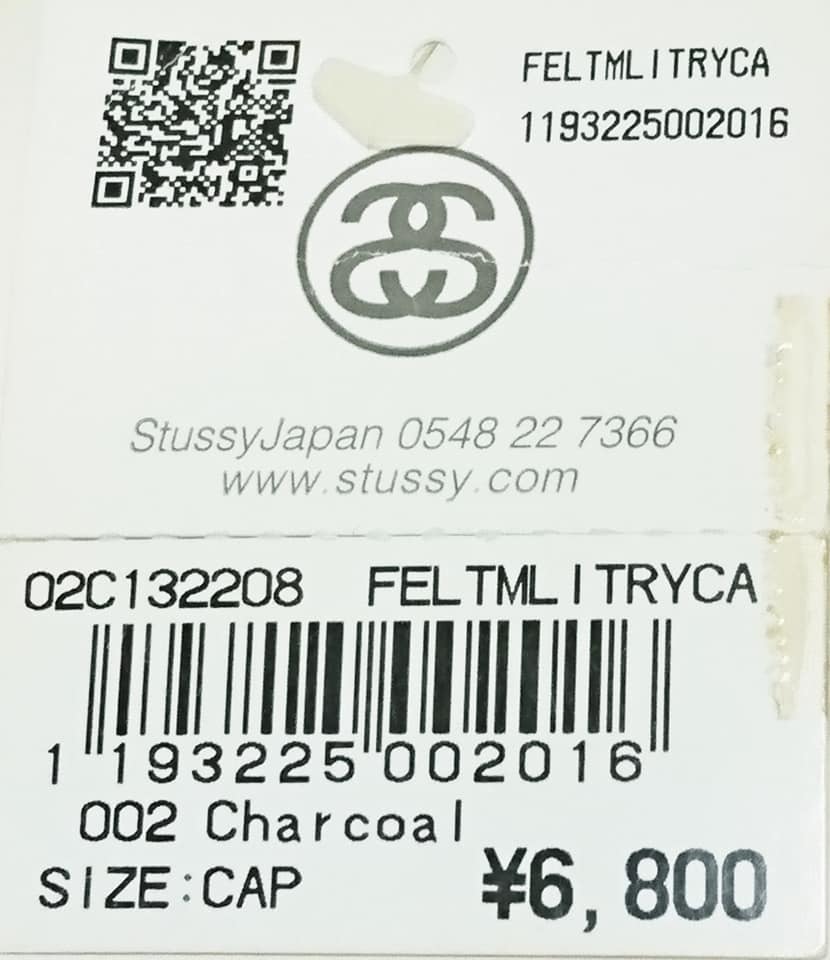 FELTMLITRYCA
1193225002016
StussyJapan 0548 22 7366
www.stussy.com
02C132208 FELTMLITRYCA
1 193225 002016
002 Charcoal
SIZE:CAP
¥6,800